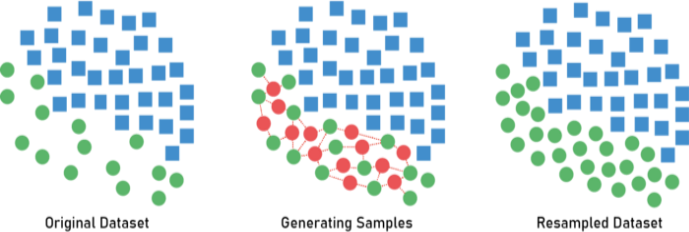 Original Dataset
Generating Samples
Resampled Dataset